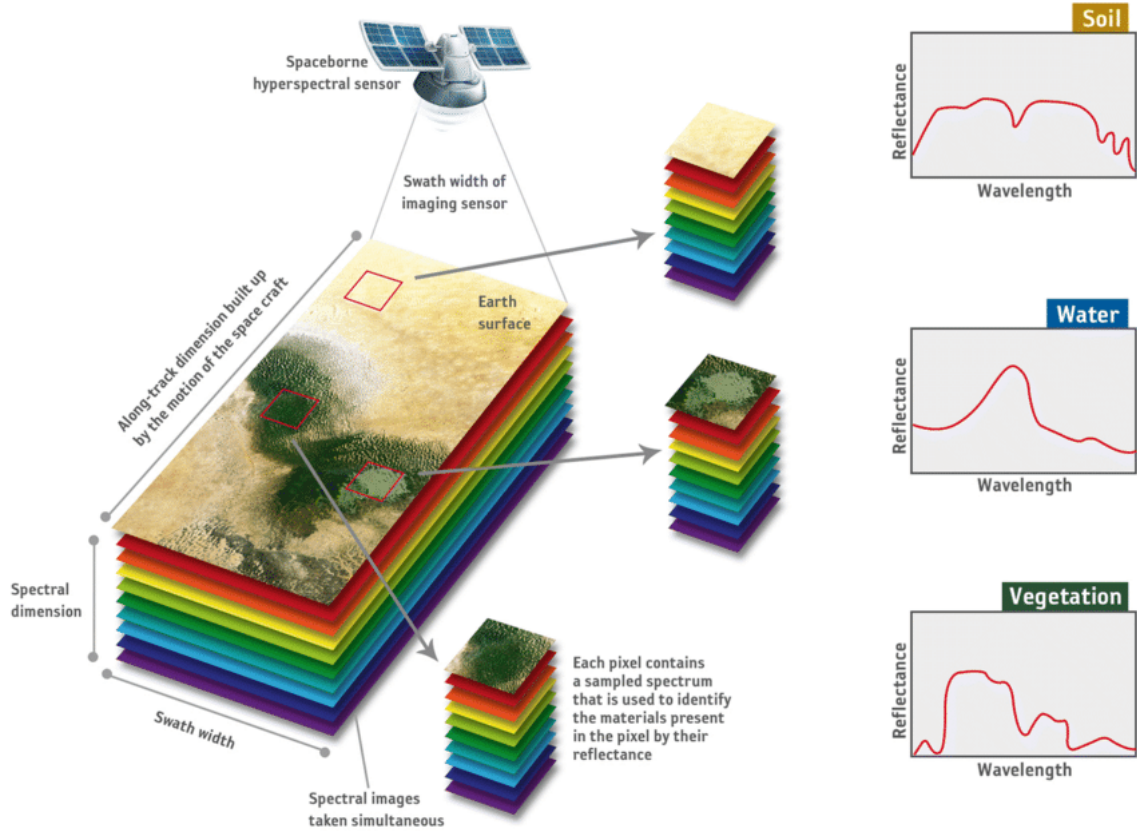 Spaceborne
hyperspectral sensor
Swath width of
imaging sensor
Along-track dimension built up
by the motion of the space craft
Earth
surface
Spectral
dimension
Swath width
Spectral images
taken simultaneous
Each pixel contains
a sampled spectrum
that is used to identify
the materials present
in the pixel by their
reflectance
Soil
Reflectance
Wavelength
Water
Reflectance
Wavelength
Vegetation
Reflectance
Wavelength